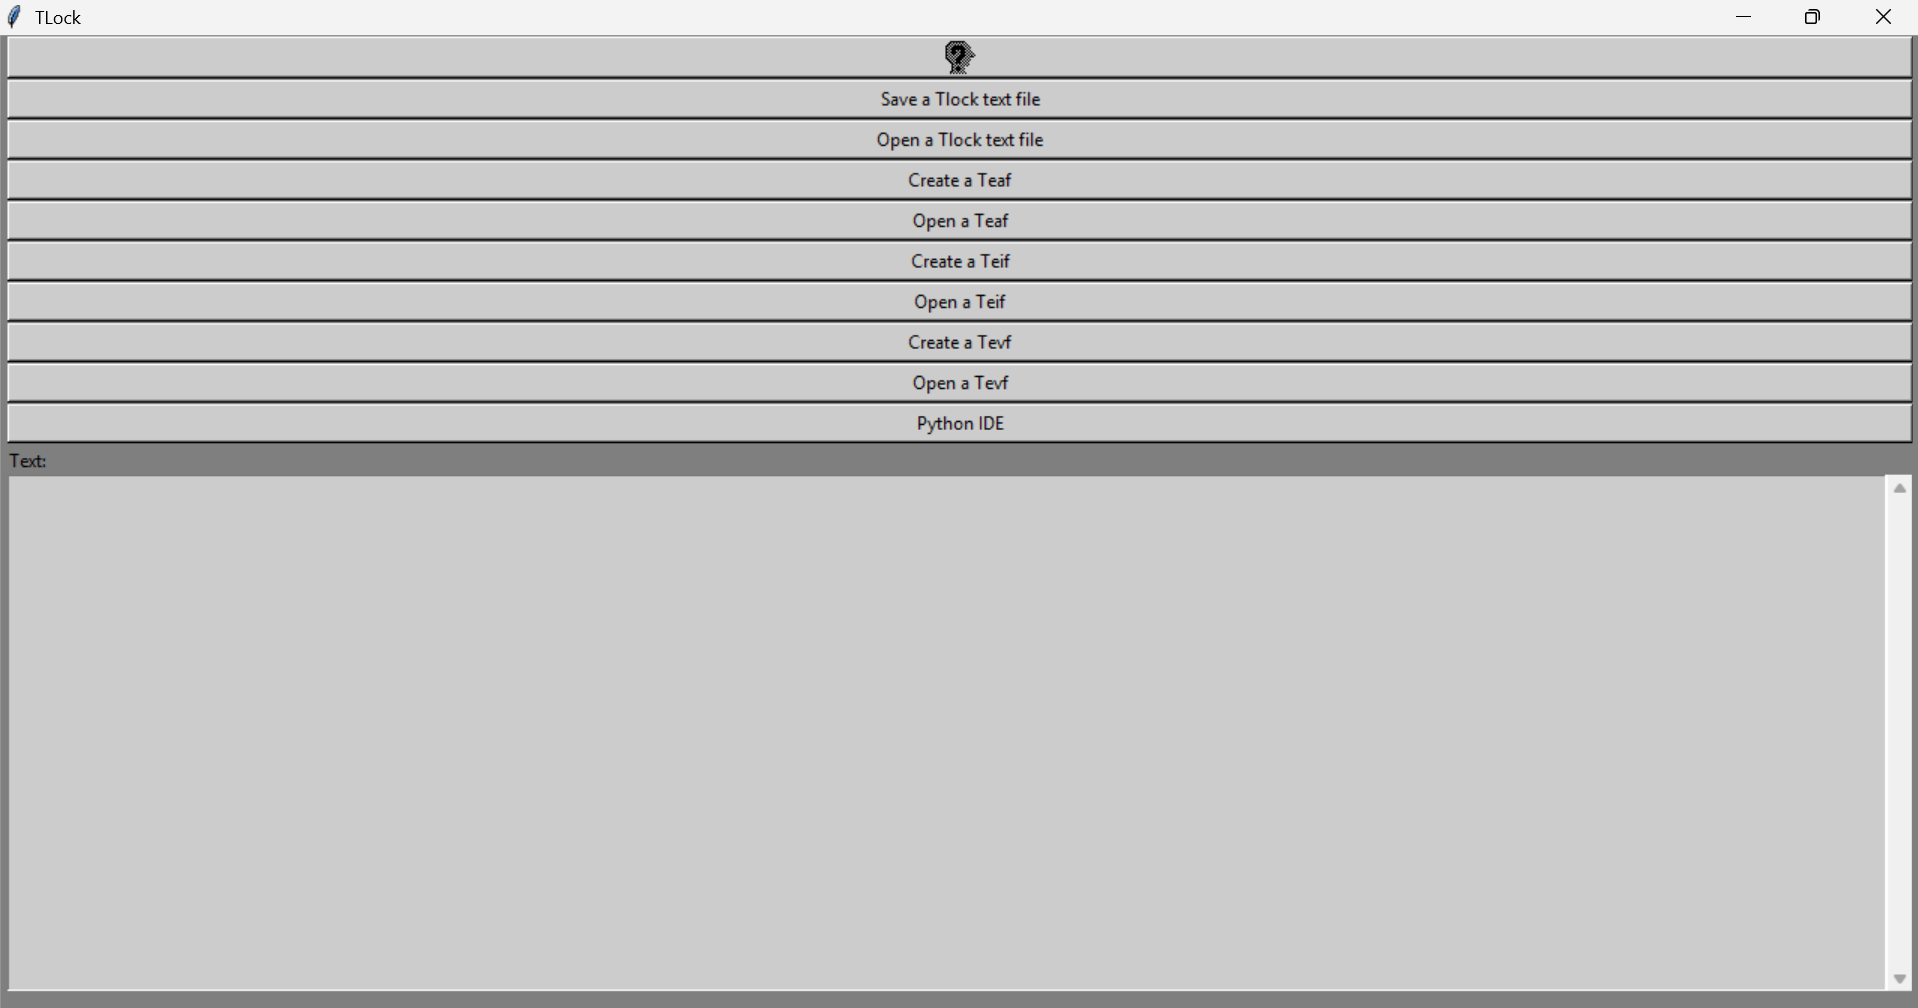 TLock
Save a Tlock text file
Open a Tlock text file
Create a Teaf
Open a Teaf
Create a Teif
Open a Teif
Create a Tevf
Open a Tevf
Python IDE
Text: